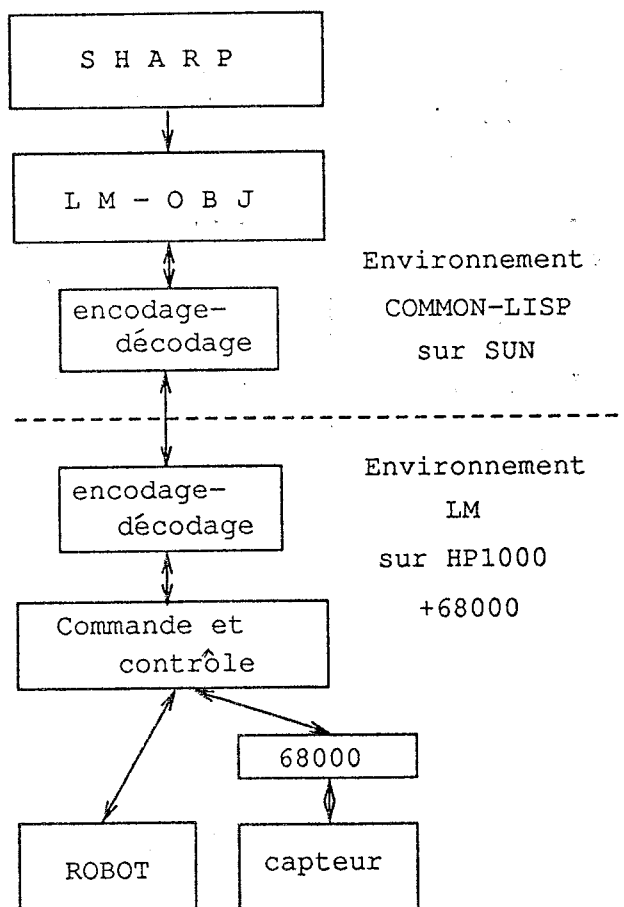 S H A R P
L M - O B J
encodage-
décodage
Environnement
COMMON-LISP
sur SUN
encodage-
décodage
Environnement
LM
sur HP1000
+68000
Commande et
contrôle
68000
ROBOT
capteur